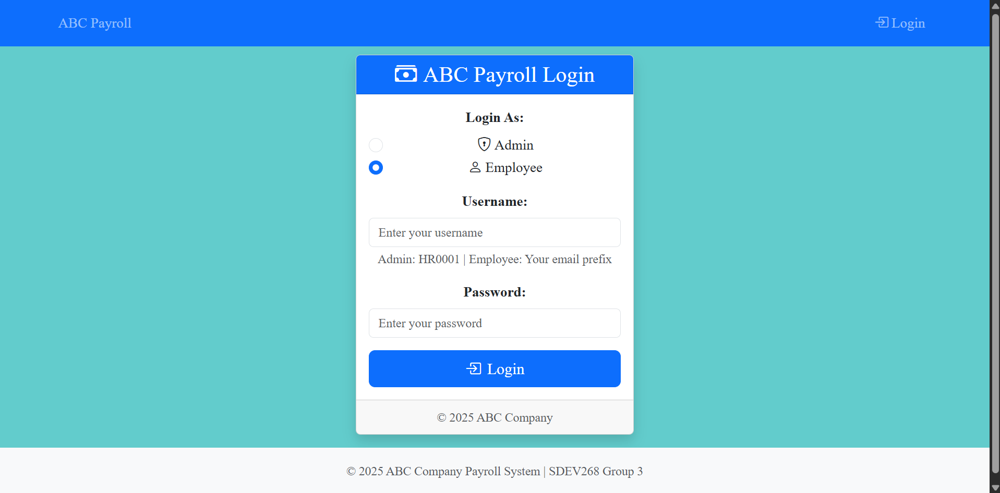 ABC Payroll
Login
ABC Payroll Login
Login As:
Admin
Employee
Username:
Enter your username
Admin: HR0001 | Employee: Your email prefix
Password:
Enter your password
Login
© 2025 ABC Company
© 2025 ABC Company Payroll System | SDEV268 Group 3